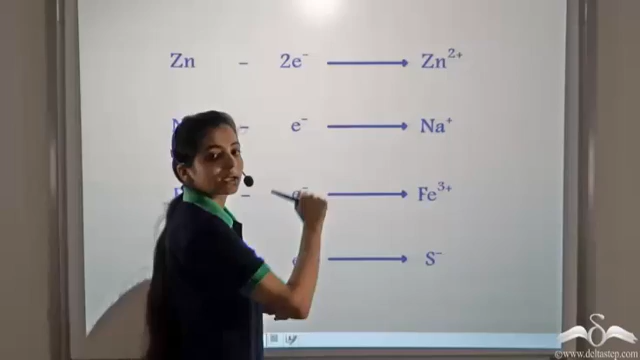 Zn - 2e⁻ → Zn²⁺
- e⁻ → Na⁺
- e⁻ → Fe³⁺
→ S⁻
©www.deltastep.com